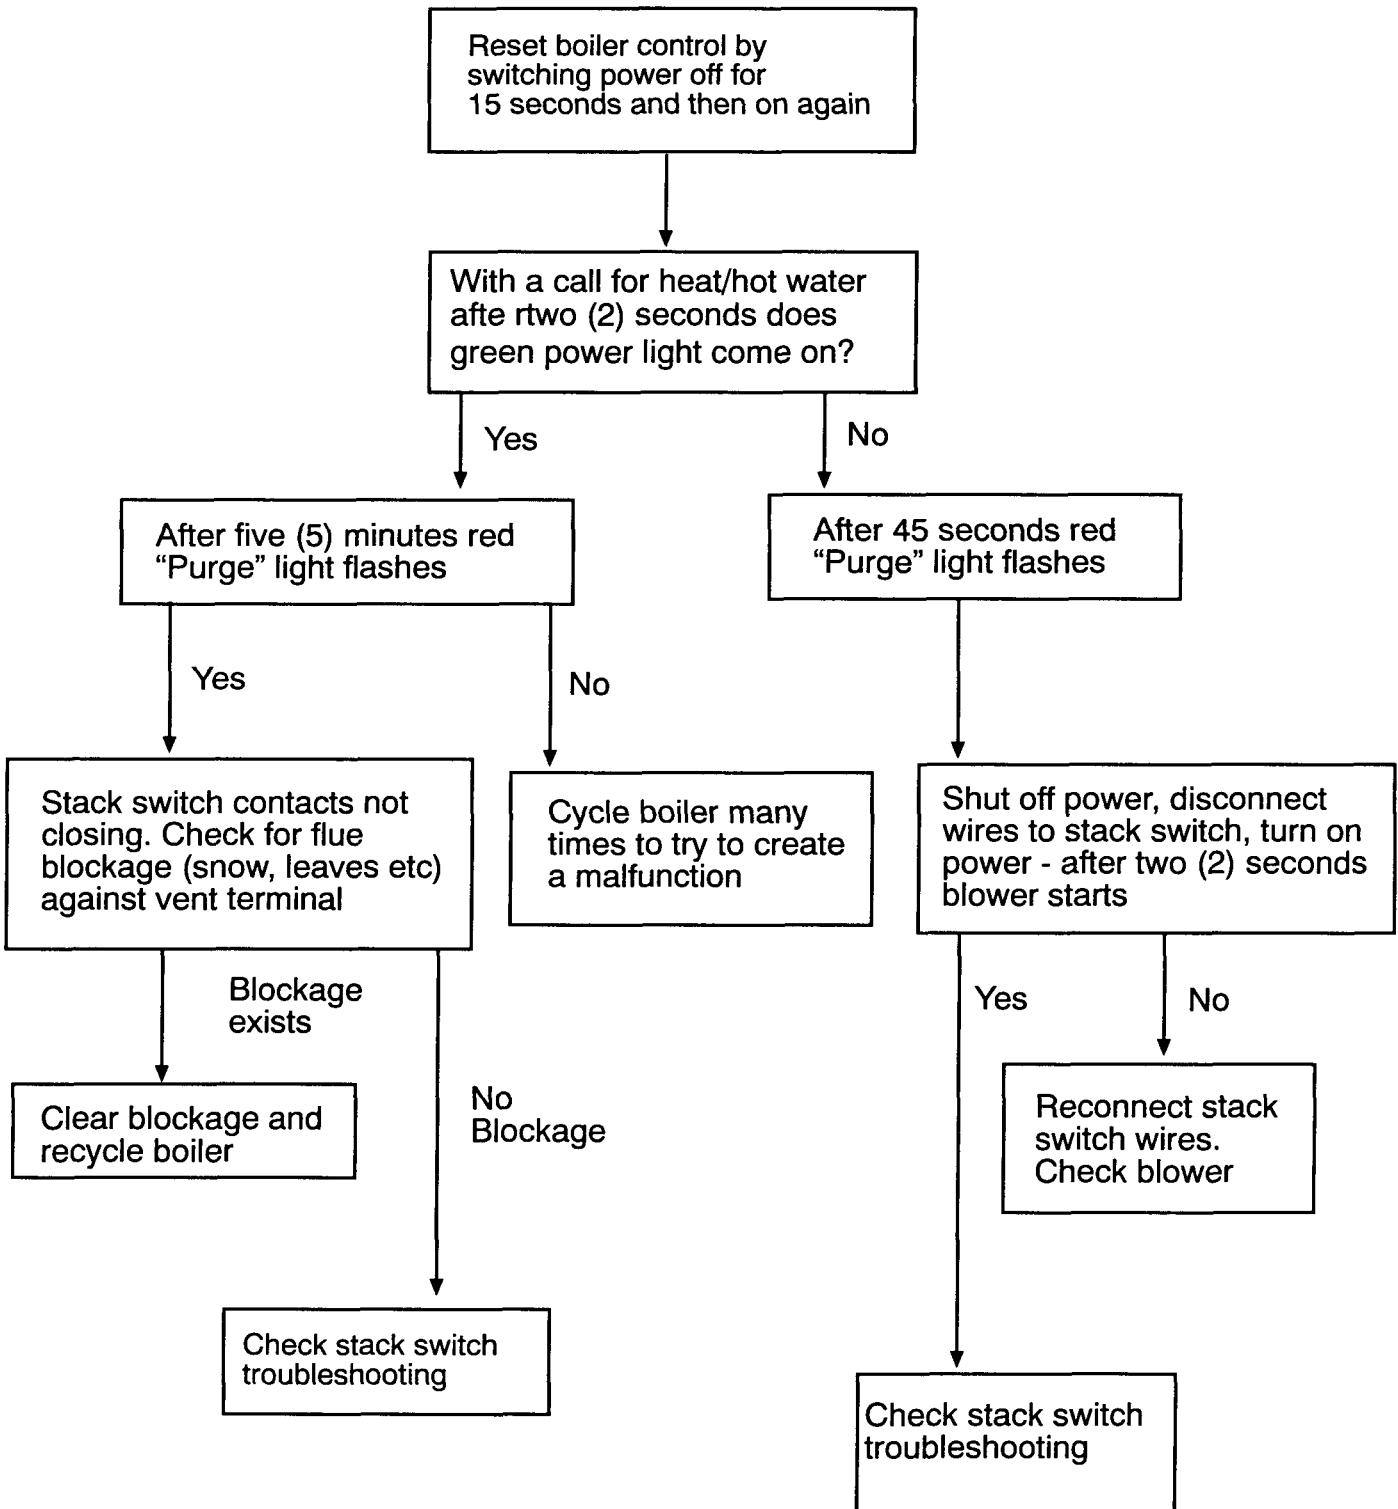 Reset boiler control by
switching power off for
15 seconds and then on again
With a call for heat/hot water
afte rtwo (2) seconds does
green power light come on?
Yes
No
After five (5) minutes red
“Purge” light flashes
After 45 seconds red
“Purge” light flashes
Yes
No
Stack switch contacts not
closing. Check for flue
blockage (snow, leaves etc)
against vent terminal
Cycle boiler many
times to try to create
a malfunction
Shut off power, disconnect
wires to stack switch, turn on
power - after two (2) seconds
blower starts
Blockage
exists
No
Blockage
Yes
No
Clear blockage and
recycle boiler
Reconnect stack
switch wires.
Check blower
Check stack switch
troubleshooting
Check stack switch
troubleshooting